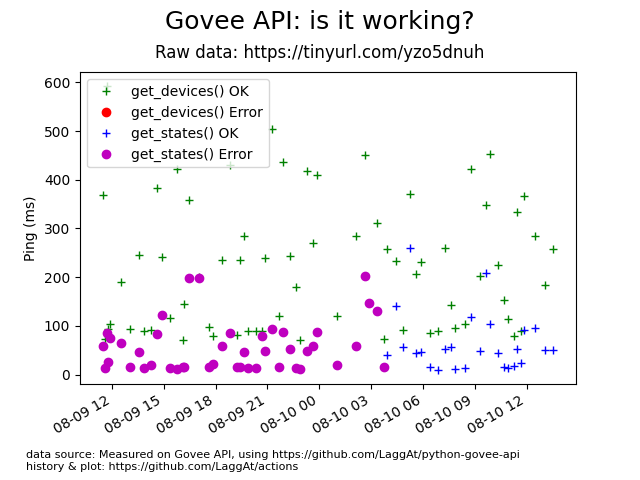 Govee API: is it working?
Raw data: https://tinyurl.com/yzo5dnuh
get_devices() OK
get_devices() Error
get_states() OK
get_states() Error
Ping (ms)
600
500
400
300
200
100
0
08-09 12
08-09 15
08-09 18
08-09 21
08-10 00
08-10 03
08-10 06
08-10 09
08-10 12
data source: Measured on Govee API, using https://github.com/LaggAt/python-govee-api
history & plot: https://github.com/LaggAt/actions